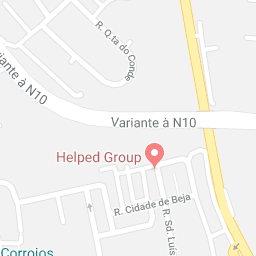 R. Q.ta do Conde
Variante à N10
Variante à N10
Helped Group
R. Cidade de Beja
R. Sd. Luís
Corroios